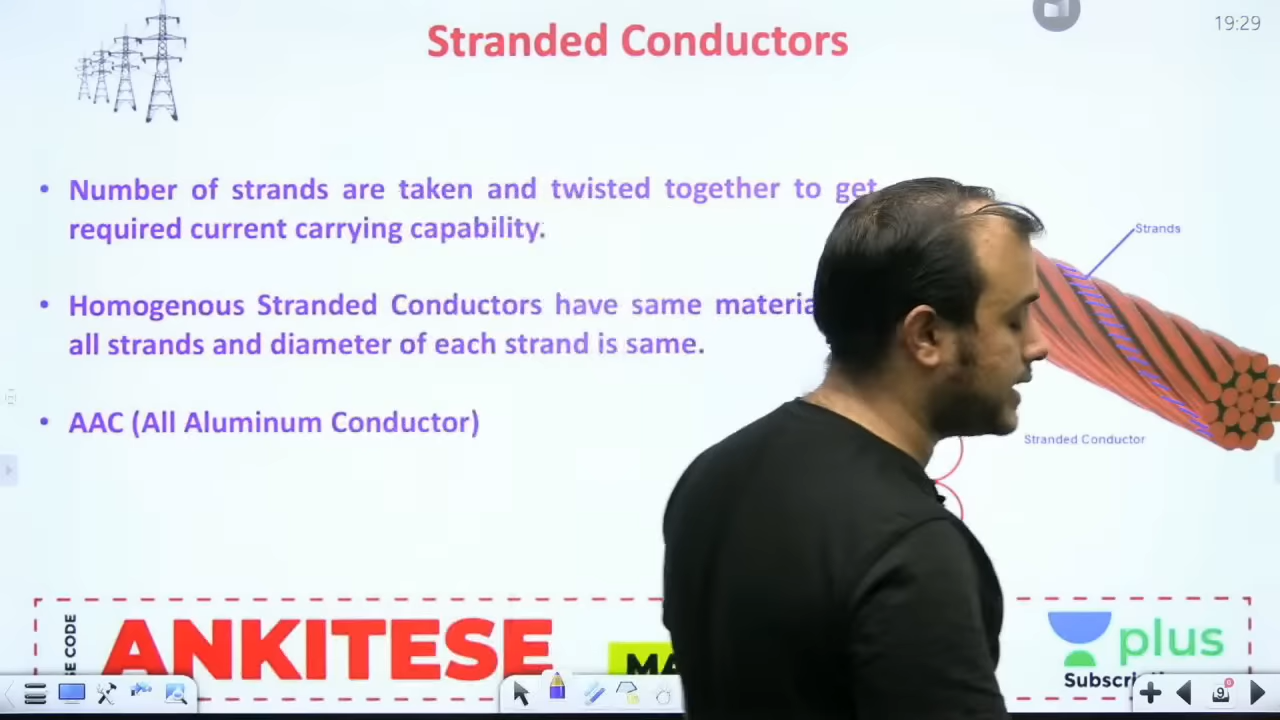 19:29
Stranded Conductors
• Number of strands are taken and twisted together to get
required current carrying capability.
• Homogenous Stranded Conductors have same
all strands and diameter of each strand is same.
• AAC (All Aluminum Conductor)
Strands
Stranded Conductor
CODE
ANKITESE
plus
9